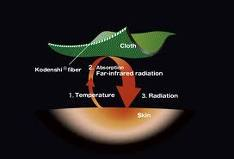 Cloth
Kodenshi® fiber
2. Absorption
Far-infrared radiation
1. Temperature
3. Radiation
Skin